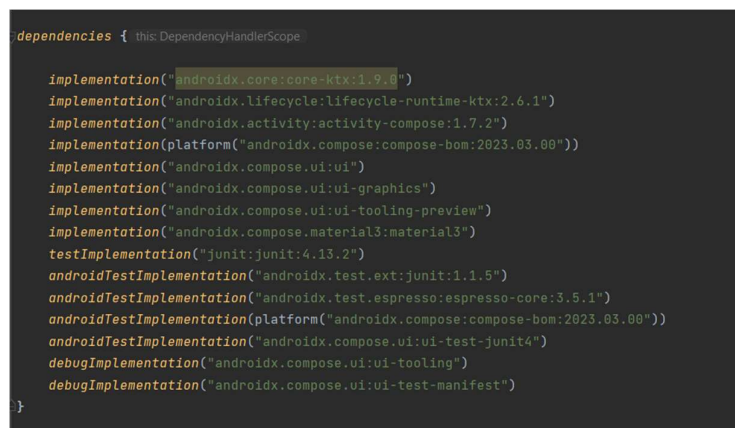 dependencies { this: DependencyHandlerScope
implementation("androidx.core:core-ktx:1.9.0")
implementation("androidx.lifecycle:lifecycle-runtime-ktx:2.6.1")
implementation("androidx.activity:activity-compose:1.7.2")
implementation(platform("androidx.compose:compose-bom:2023.03.00"))
implementation("androidx.compose.ui:ui")
implementation("androidx.compose.ui:ui-graphics")
implementation("androidx.compose.ui:ui-tooling-preview")
implementation("androidx.compose.material3:material3")
testImplementation("junit:junit:4.13.2")
androidTestImplementation("androidx.test.ext:junit:1.1.5")
androidTestImplementation("androidx.test.espresso:espresso-core:3.5.1")
androidTestImplementation(platform("androidx.compose:compose-bom:2023.03.00"))
androidTestImplementation("androidx.compose.ui:ui-test-junit4")
debugImplementation("androidx.compose.ui:ui-tooling")
debugImplementation("androidx.compose.ui:ui-test-manifest")
}